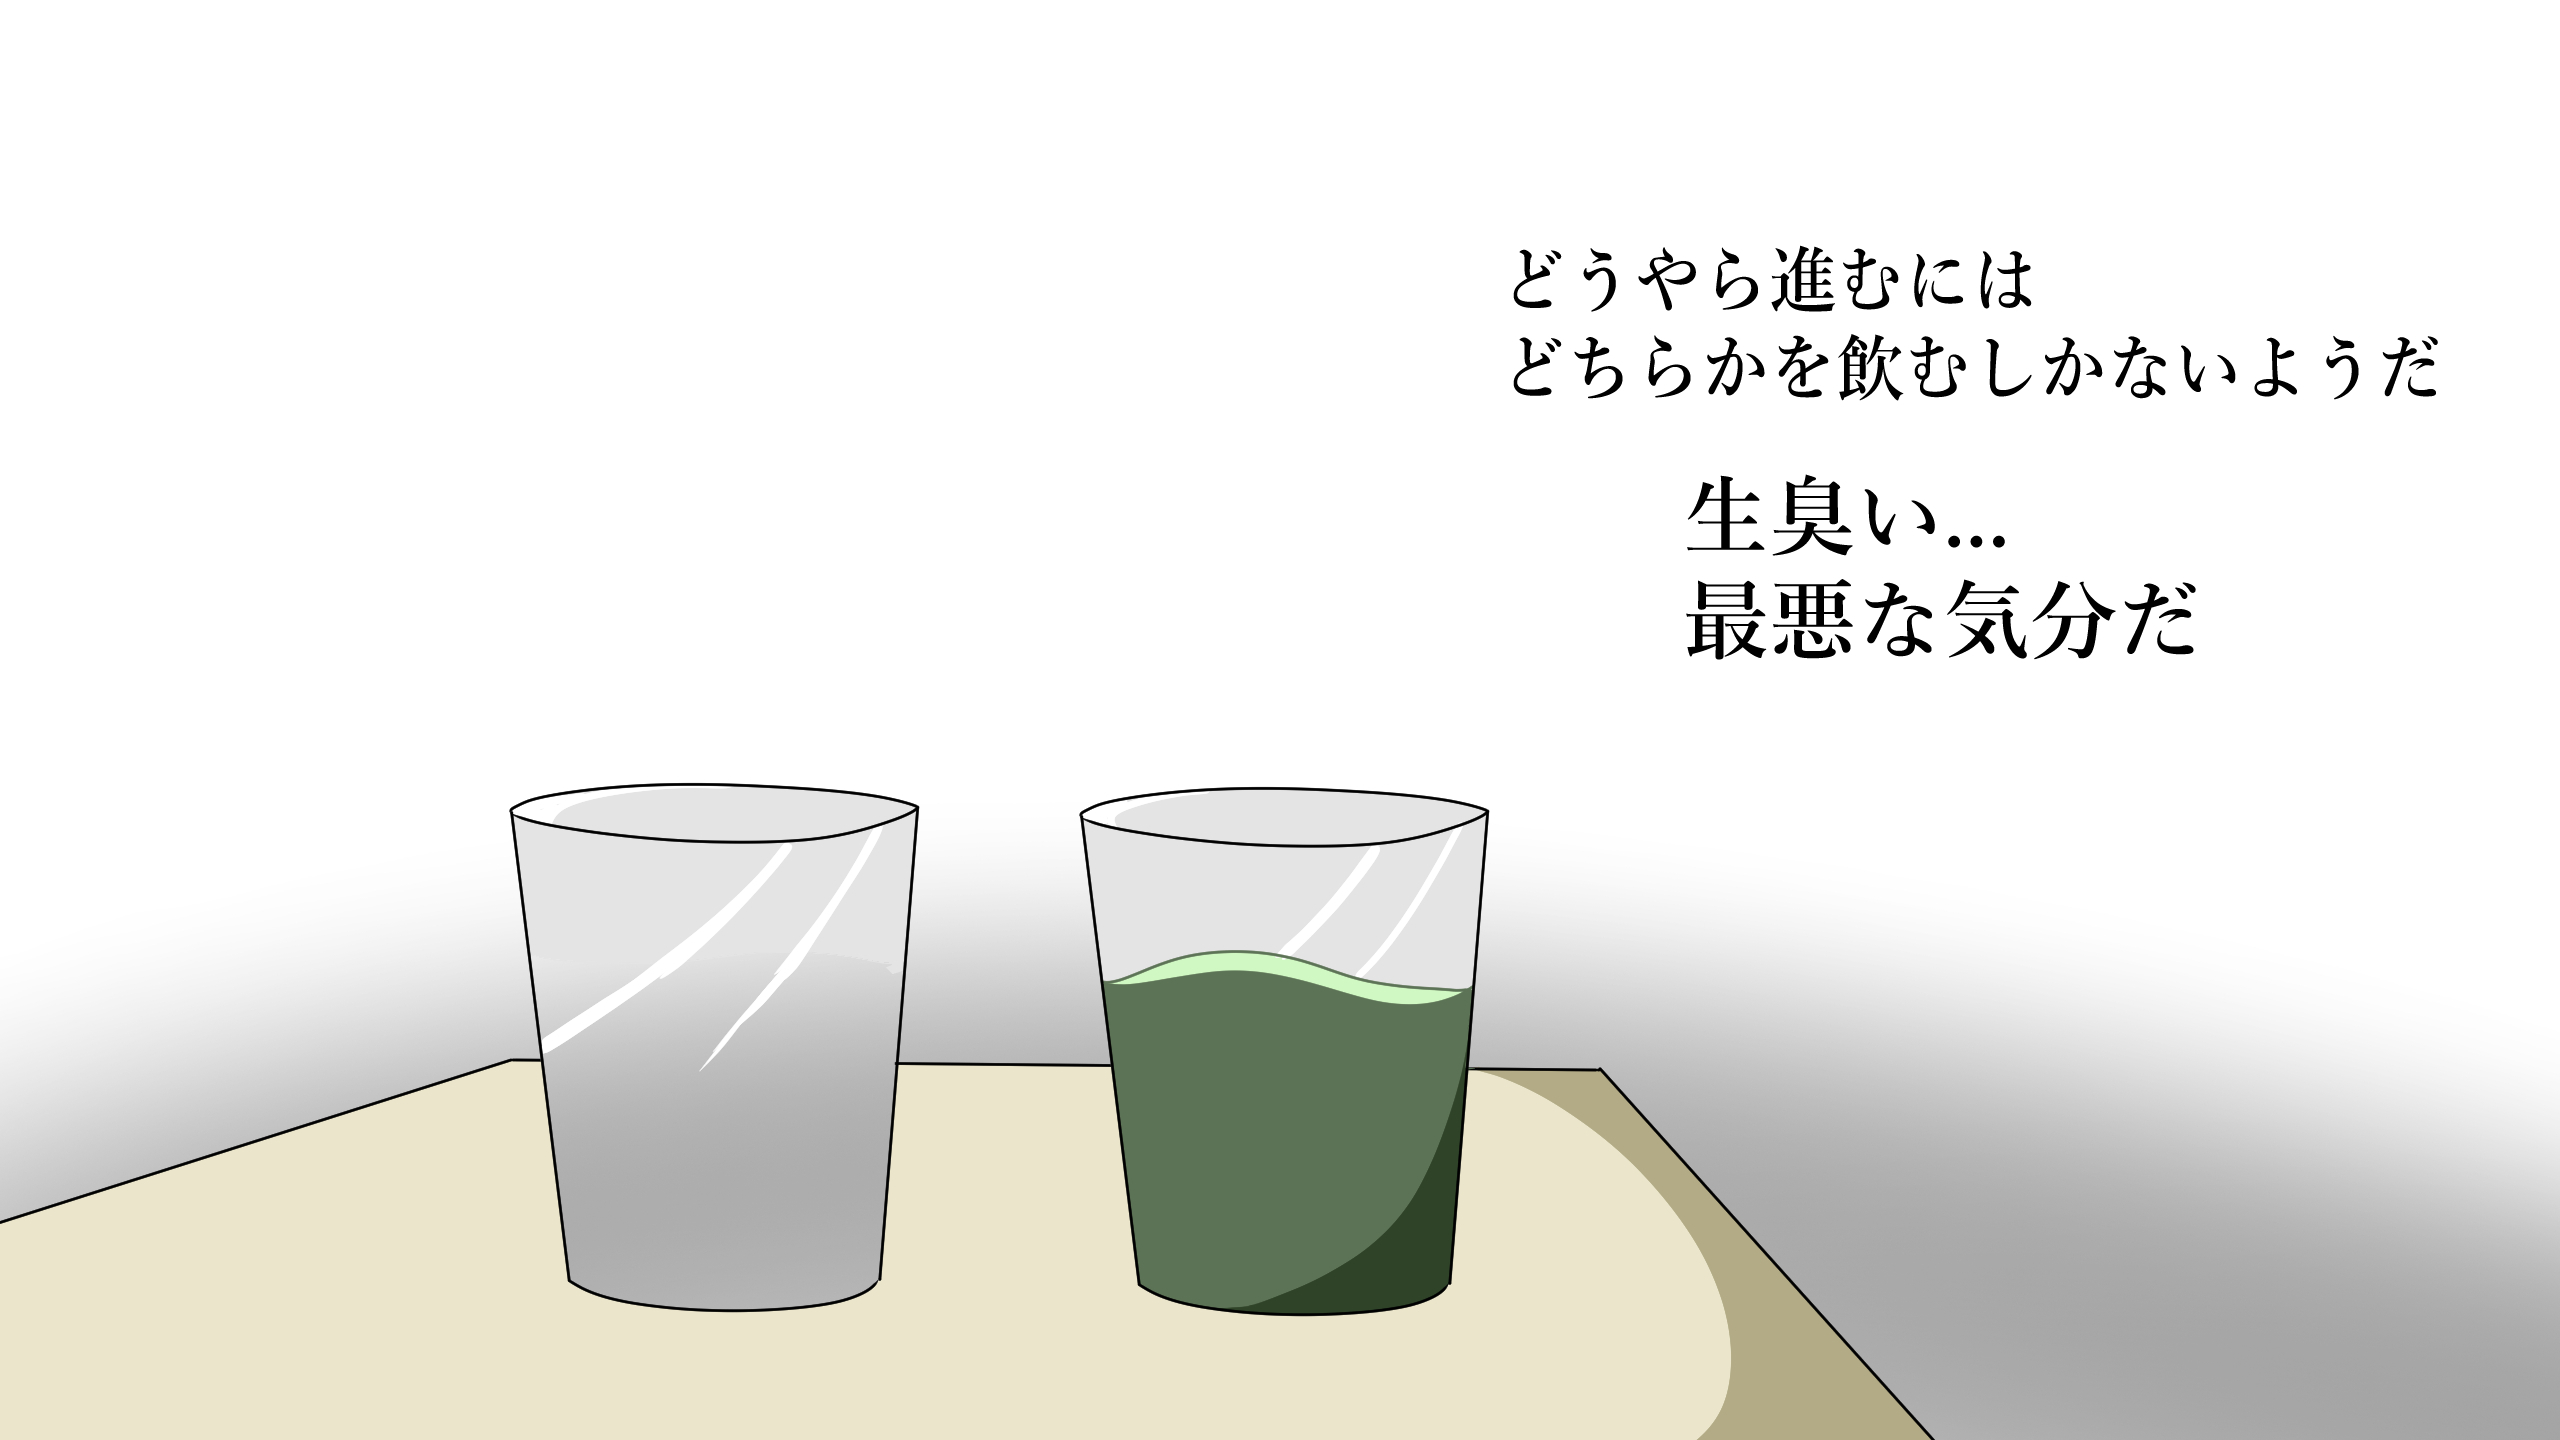 どうやら進むには
どちらかを飲むしかないようだ
生臭い...
最悪な気分だ